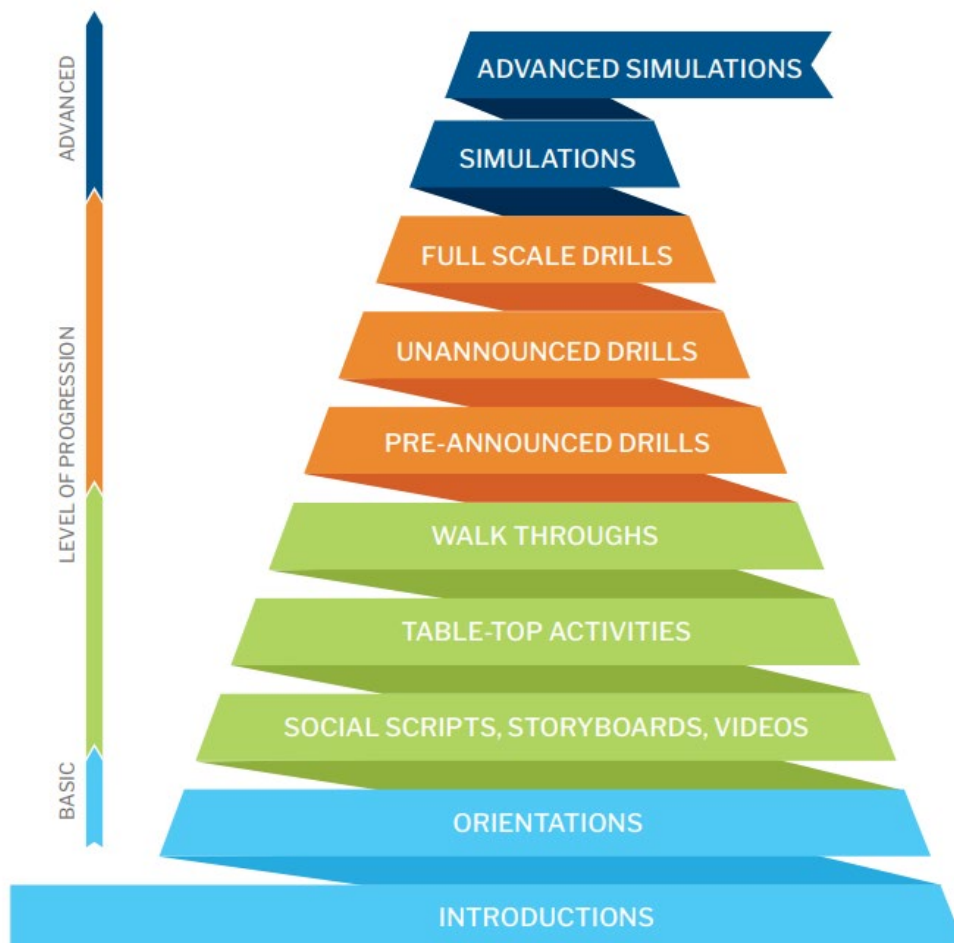 ADVANCED
LEVEL OF PROGRESSION
BASIC
ADVANCED SIMULATIONS
SIMULATIONS
FULL SCALE DRILLS
UNANNOUNCED DRILLS
PRE-ANNOUNCED DRILLS
WALK THROUGHS
TABLE-TOP ACTIVITIES
SOCIAL SCRIPTS, STORYBOARDS, VIDEOS
ORIENTATIONS
INTRODUCTIONS